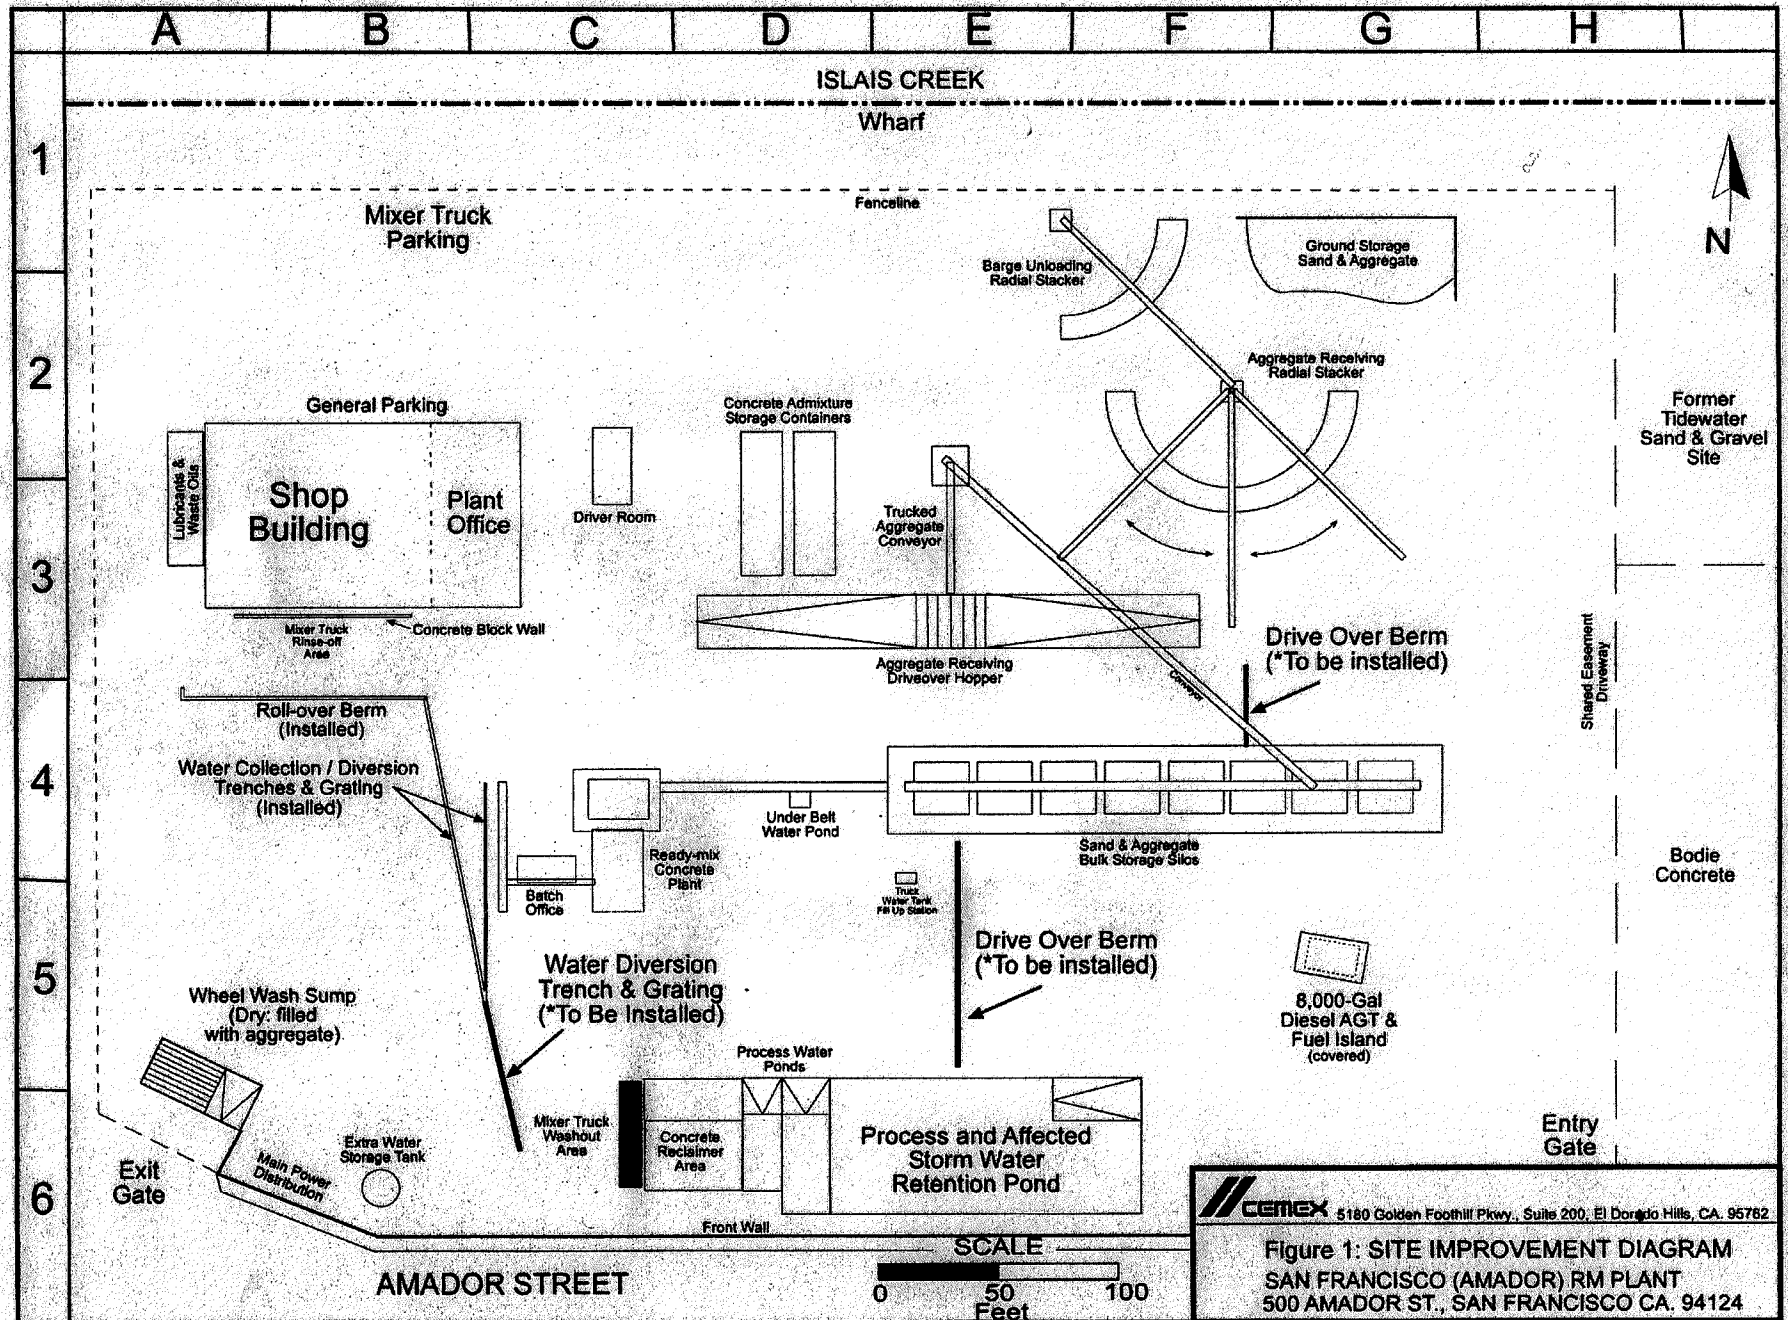 A B C D E F G H
ISLAIS CREEK
Wharf
1
Fenceline
Mixer Truck
Parking
N
Barge Unloading
Radial Stacker
Ground Storage
Sand & Aggregate
2
Aggregate Receiving
Radial Stacker
General Parking
Concrete Admixture
Storage Containers
Former
Tidewater
Sand & Gravel
Site
Lubricants &
Waste Oils
Shop
Building
Plant
Office
Driver Room
Trucked
Aggregate
Conveyor
3
Mixer Truck
Rinse-off
Area
Concrete Block Wall
Aggregate Receiving
Driveover Hopper
Drive Over Berm
(*To be installed)
Conveyor
Shared Easement
Driveway
Roll-over Berm
(Installed)
4
Water Collection / Diversion
Trenches & Grating
(Installed)
Under Belt
Water Pond
Sand & Aggregate
Bulk Storage Silos
Ready-mix
Concrete
Plant
Batch
Office
Truck
Water Tank
Fill Up Station
Bodie
Concrete
5
Drive Over Berm
(*To be installed)
Water Diversion
Trench & Grating
(*To Be Installed)
Wheel Wash Sump
(Dry: filled
with aggregate)
8,000-Gal
Diesel AGT &
Fuel Island
(covered)
Process Water
Ponds
6
Exit
Gate
Main Power
Distribution
Extra Water
Storage Tank
Mixer Truck
Washout
Area
Concrete
Reclaimer
Area
Process and Affected
Storm Water
Retention Pond
Entry
Gate
Front Wall
AMADOR STREET
SCALE
0 50 100
Feet
CEMEX 5180 Golden Foothill Pkwy., Suite 200, El Dorado Hills, CA. 95762
Figure 1: SITE IMPROVEMENT DIAGRAM
SAN FRANCISCO (AMADOR) RM PLANT
500 AMADOR ST., SAN FRANCISCO CA. 94124